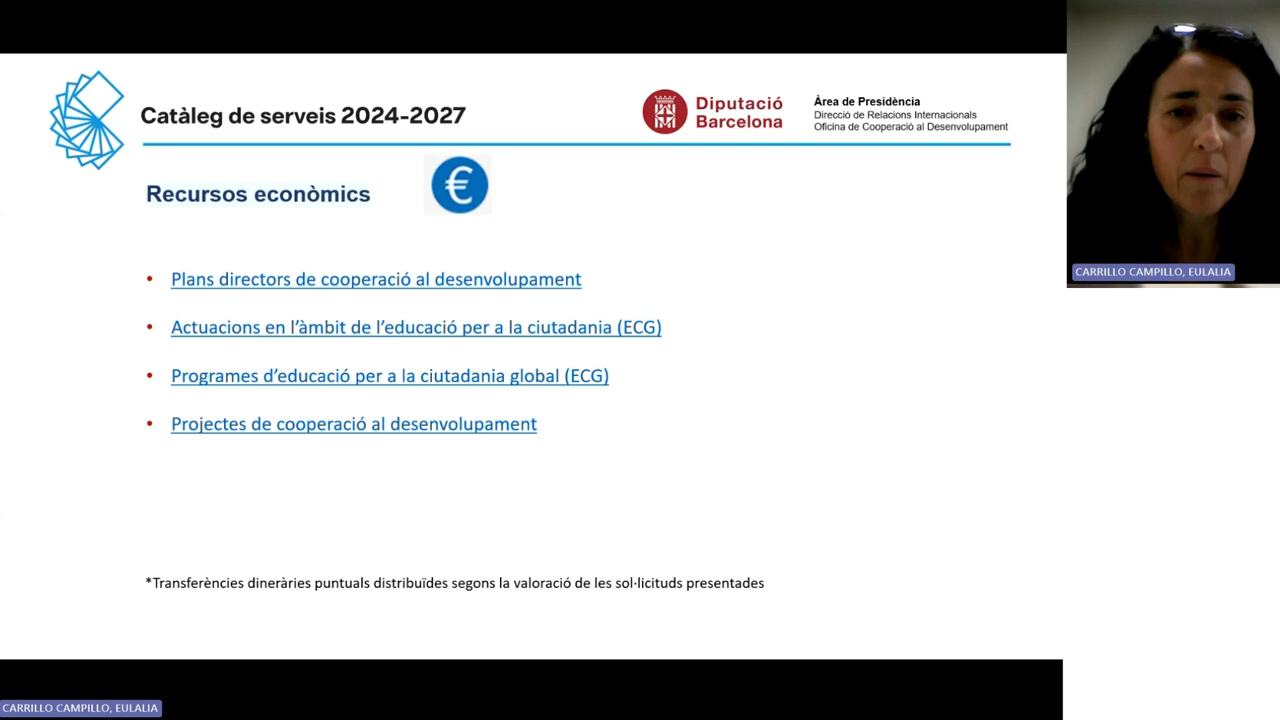 Catàleg de serveis 2024-2027
Diputació
Barcelona
Àrea de Presidència
Direcció de Relacions Internacionals
Oficina de Cooperació al Desenvolupament
Recursos econòmics
€
• Plans directors de cooperació al desenvolupament
• Actuacions en l’àmbit de l’educació per a la ciutadania (ECG)
• Programes d’educació per a la ciutadania global (ECG)
• Projectes de cooperació al desenvolupament
*Transferències dineràries puntuals distribuïdes segons la valoració de les sol·licituds presentades
CARRILLO CAMPILLO, EULALIA
CARRILLO CAMPILLO, EULALIA